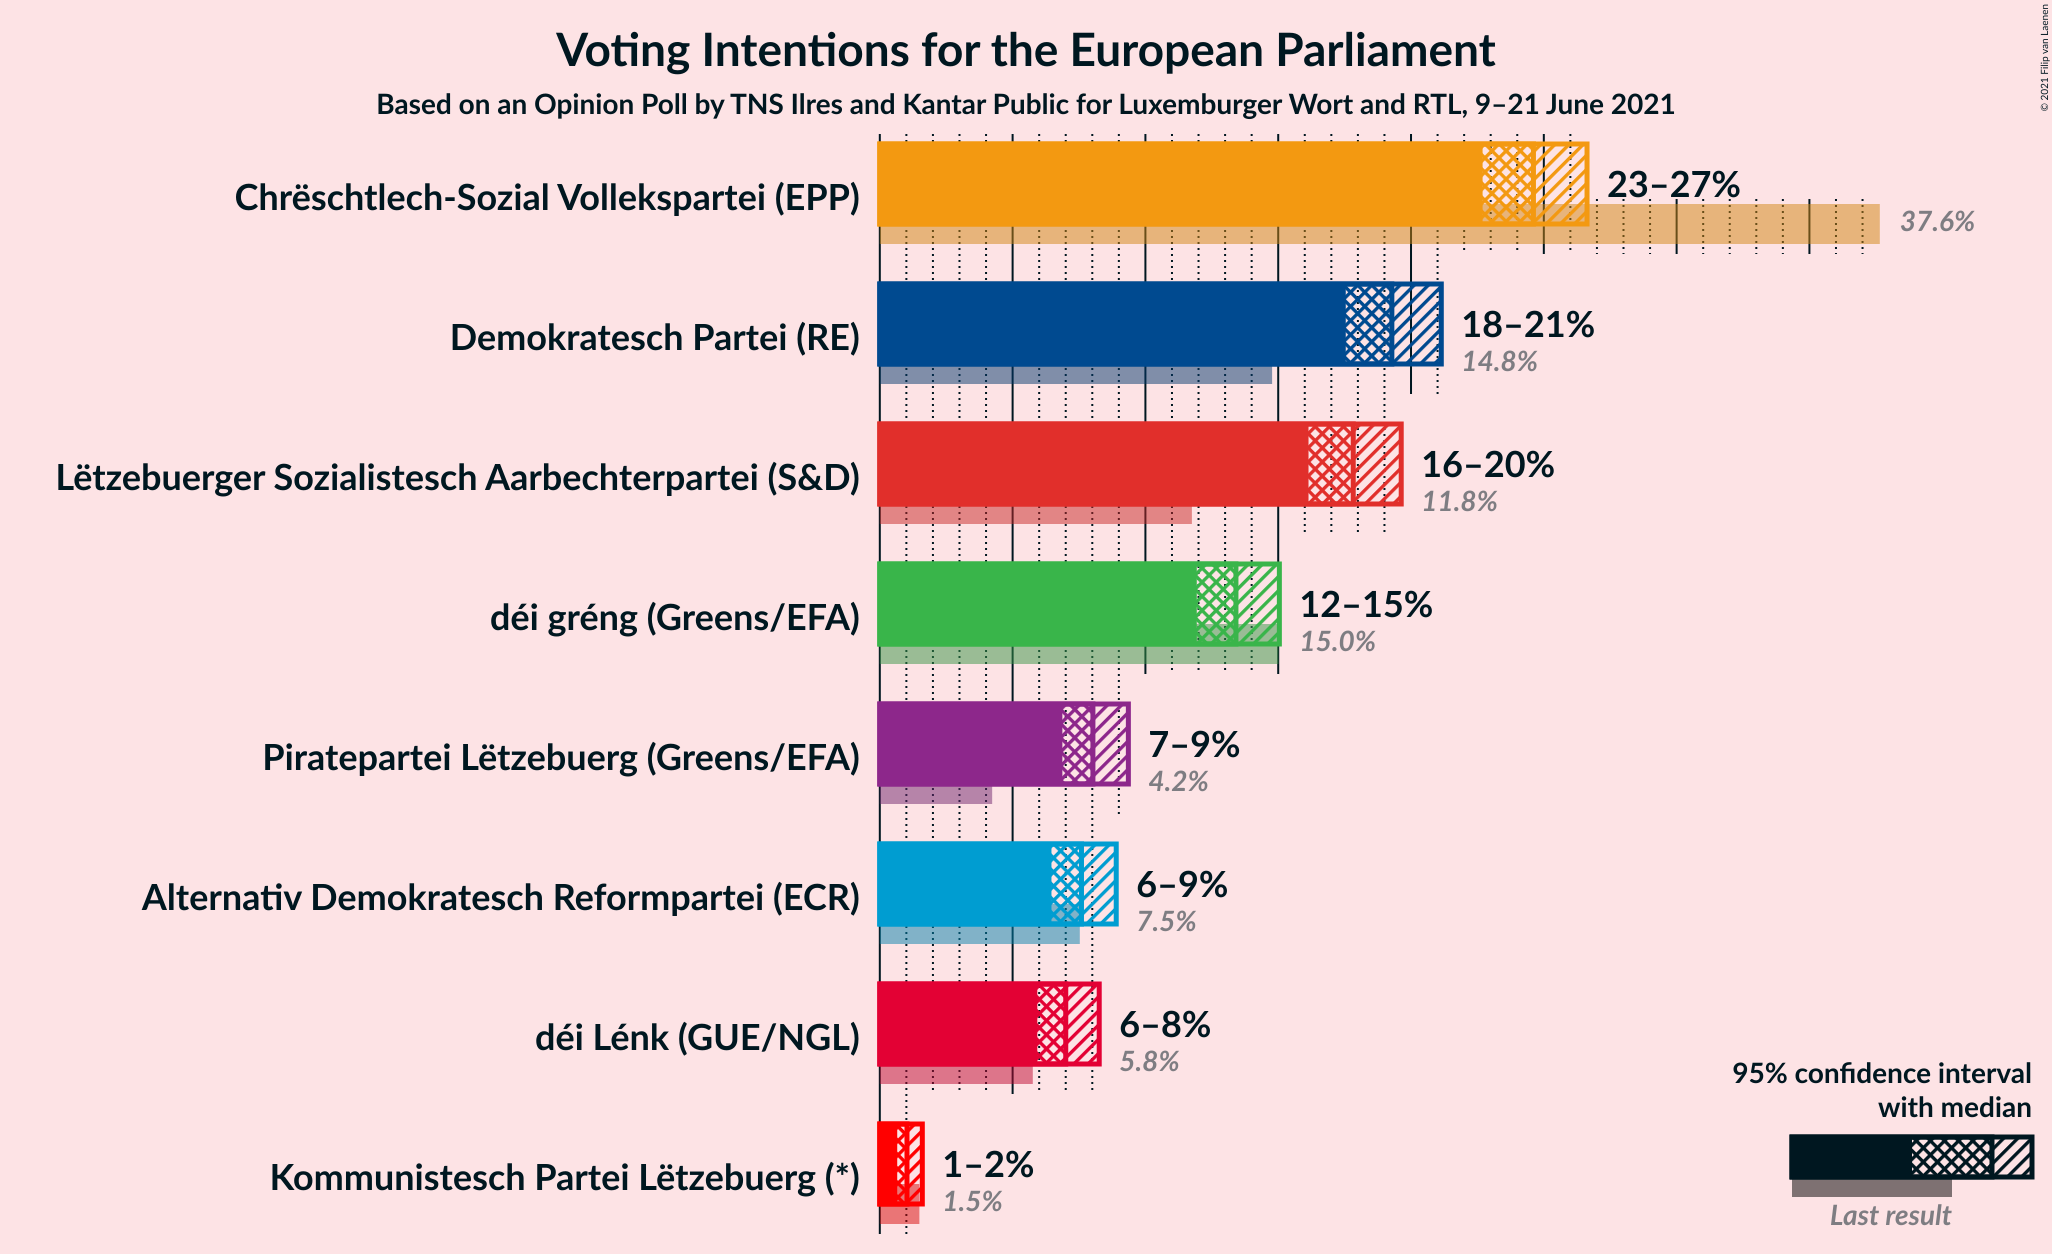 Voting Intentions for the European Parliament
Based on an Opinion Poll by TNS Ilres and Kantar Public for Luxemburger Wort and RTL, 9–21 June 2021
© 2021 Filip van Laenen
Chrëschtlech-Sozial Vollekspartei (EPP)
23–27%
37.6%
Demokratesch Partei (RE)
18–21%
14.8%
Lëtzebuerger Sozialistesch Aarbechterpartei (S&D)
16–20%
11.8%
déi gréng (Greens/EFA)
12–15%
15.0%
Piratepartei Lëtzebuerg (Greens/EFA)
7–9%
4.2%
Alternativ Demokratesch Reformpartei (ECR)
6–9%
7.5%
déi Lénk (GUE/NGL)
6–8%
5.8%
Kommunistesch Partei Lëtzebuerg (*)
1–2%
1.5%
95% confidence interval
with median
Last result